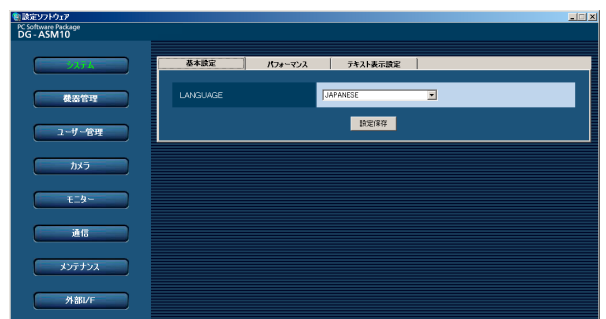 設定ソフトウェア
PC Software Package
DG-ASM10
システム
機器管理
ユーザー管理
カメラ
モニター
通信
メンテナンス
外部I/F
基本設定 パフォーマンス テキスト表示設定
LANGUAGE JAPANESE
設定保存